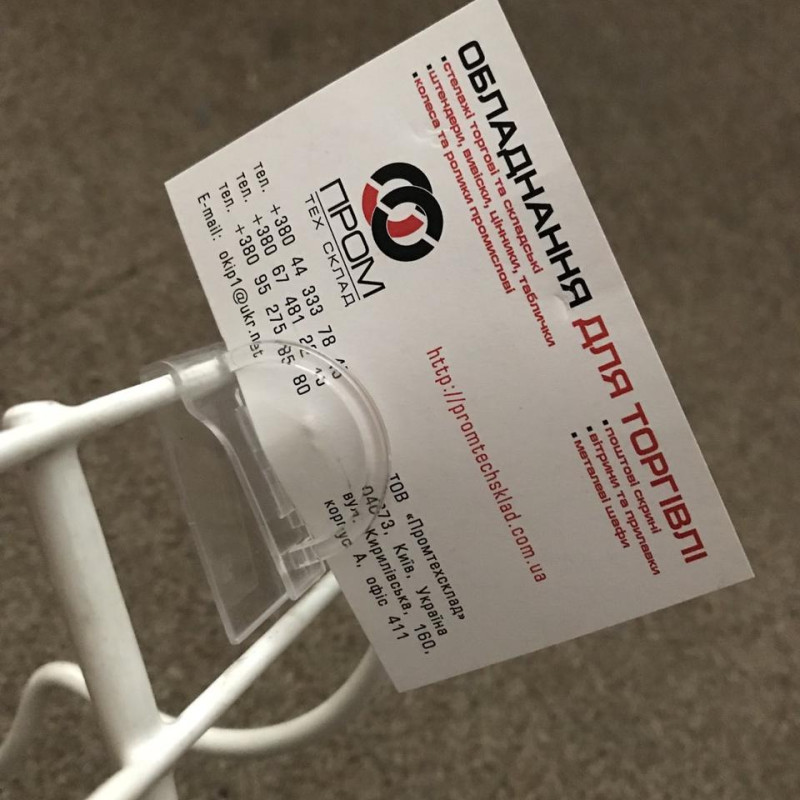 ОБЛАДНАННЯ ДЛЯ ТОРГІВЛІ
стелажі торгові та складські
штендери, вивіски, цінники, таблички
колеса та ролики промислові
поштові скрині
вітрини та прилавки
металеві шафи
ПРОМ
ТЕХ СКЛАД
http://promtechsklad.com.ua
тел. +380 44 333 78
тел. +380 67 481
тел. +380 95 275 85 80
E-mail: okip1@ukr.net
ТОВ «Промтехсклад»
04073, Київ, Україна
вул. Кирилівська, 160,
корпус А, офіс 411